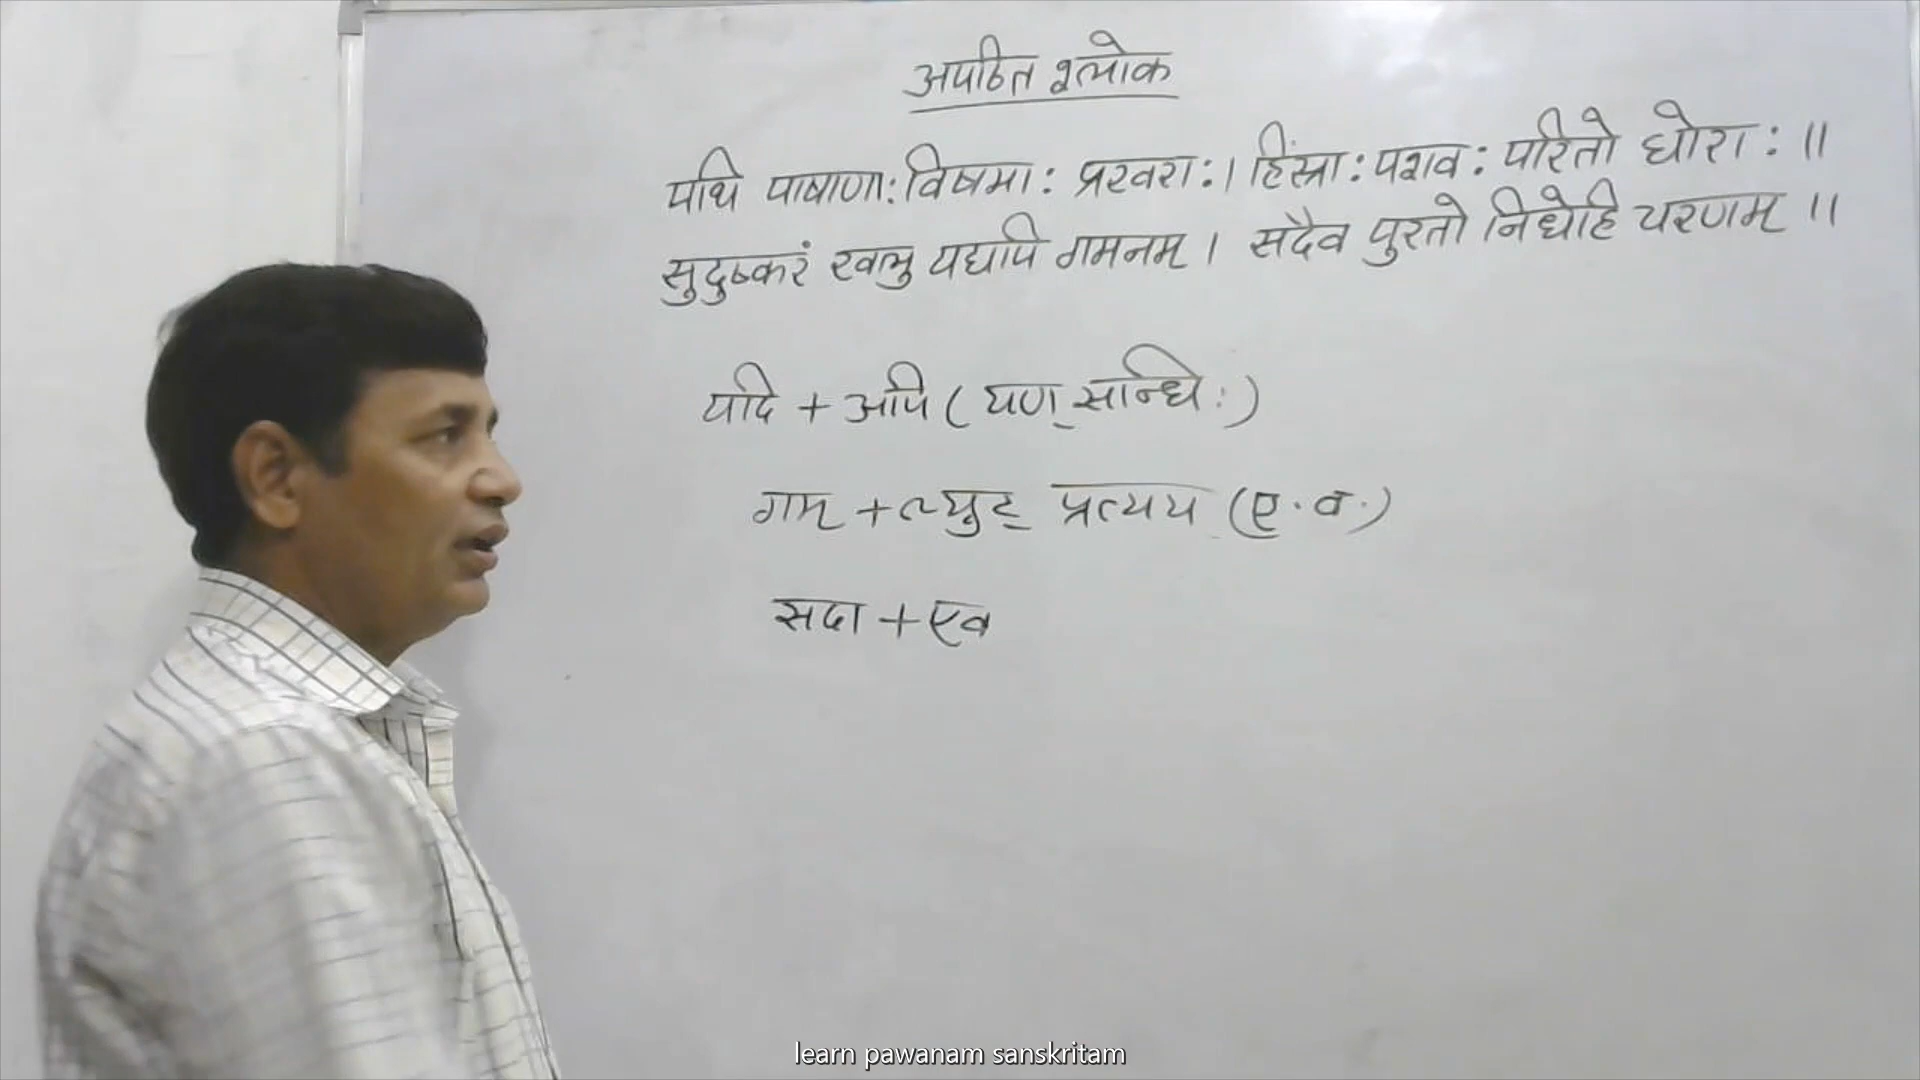 अपठित श्लोक
पथि पाषाणा: विषमा: प्रखरा: । हिंस्रा: पशव: परितो घोरा: ॥
सुदुष्करं खलु यद्यपि गमनम् । सदैव पुरतो निधेहि चरणम् ॥
यदि + अपि ( यण् सन्धि: )
गम् + ल्युट् प्रत्यय (ए. व.)
सदा + एव
learn pawanam sanskritam